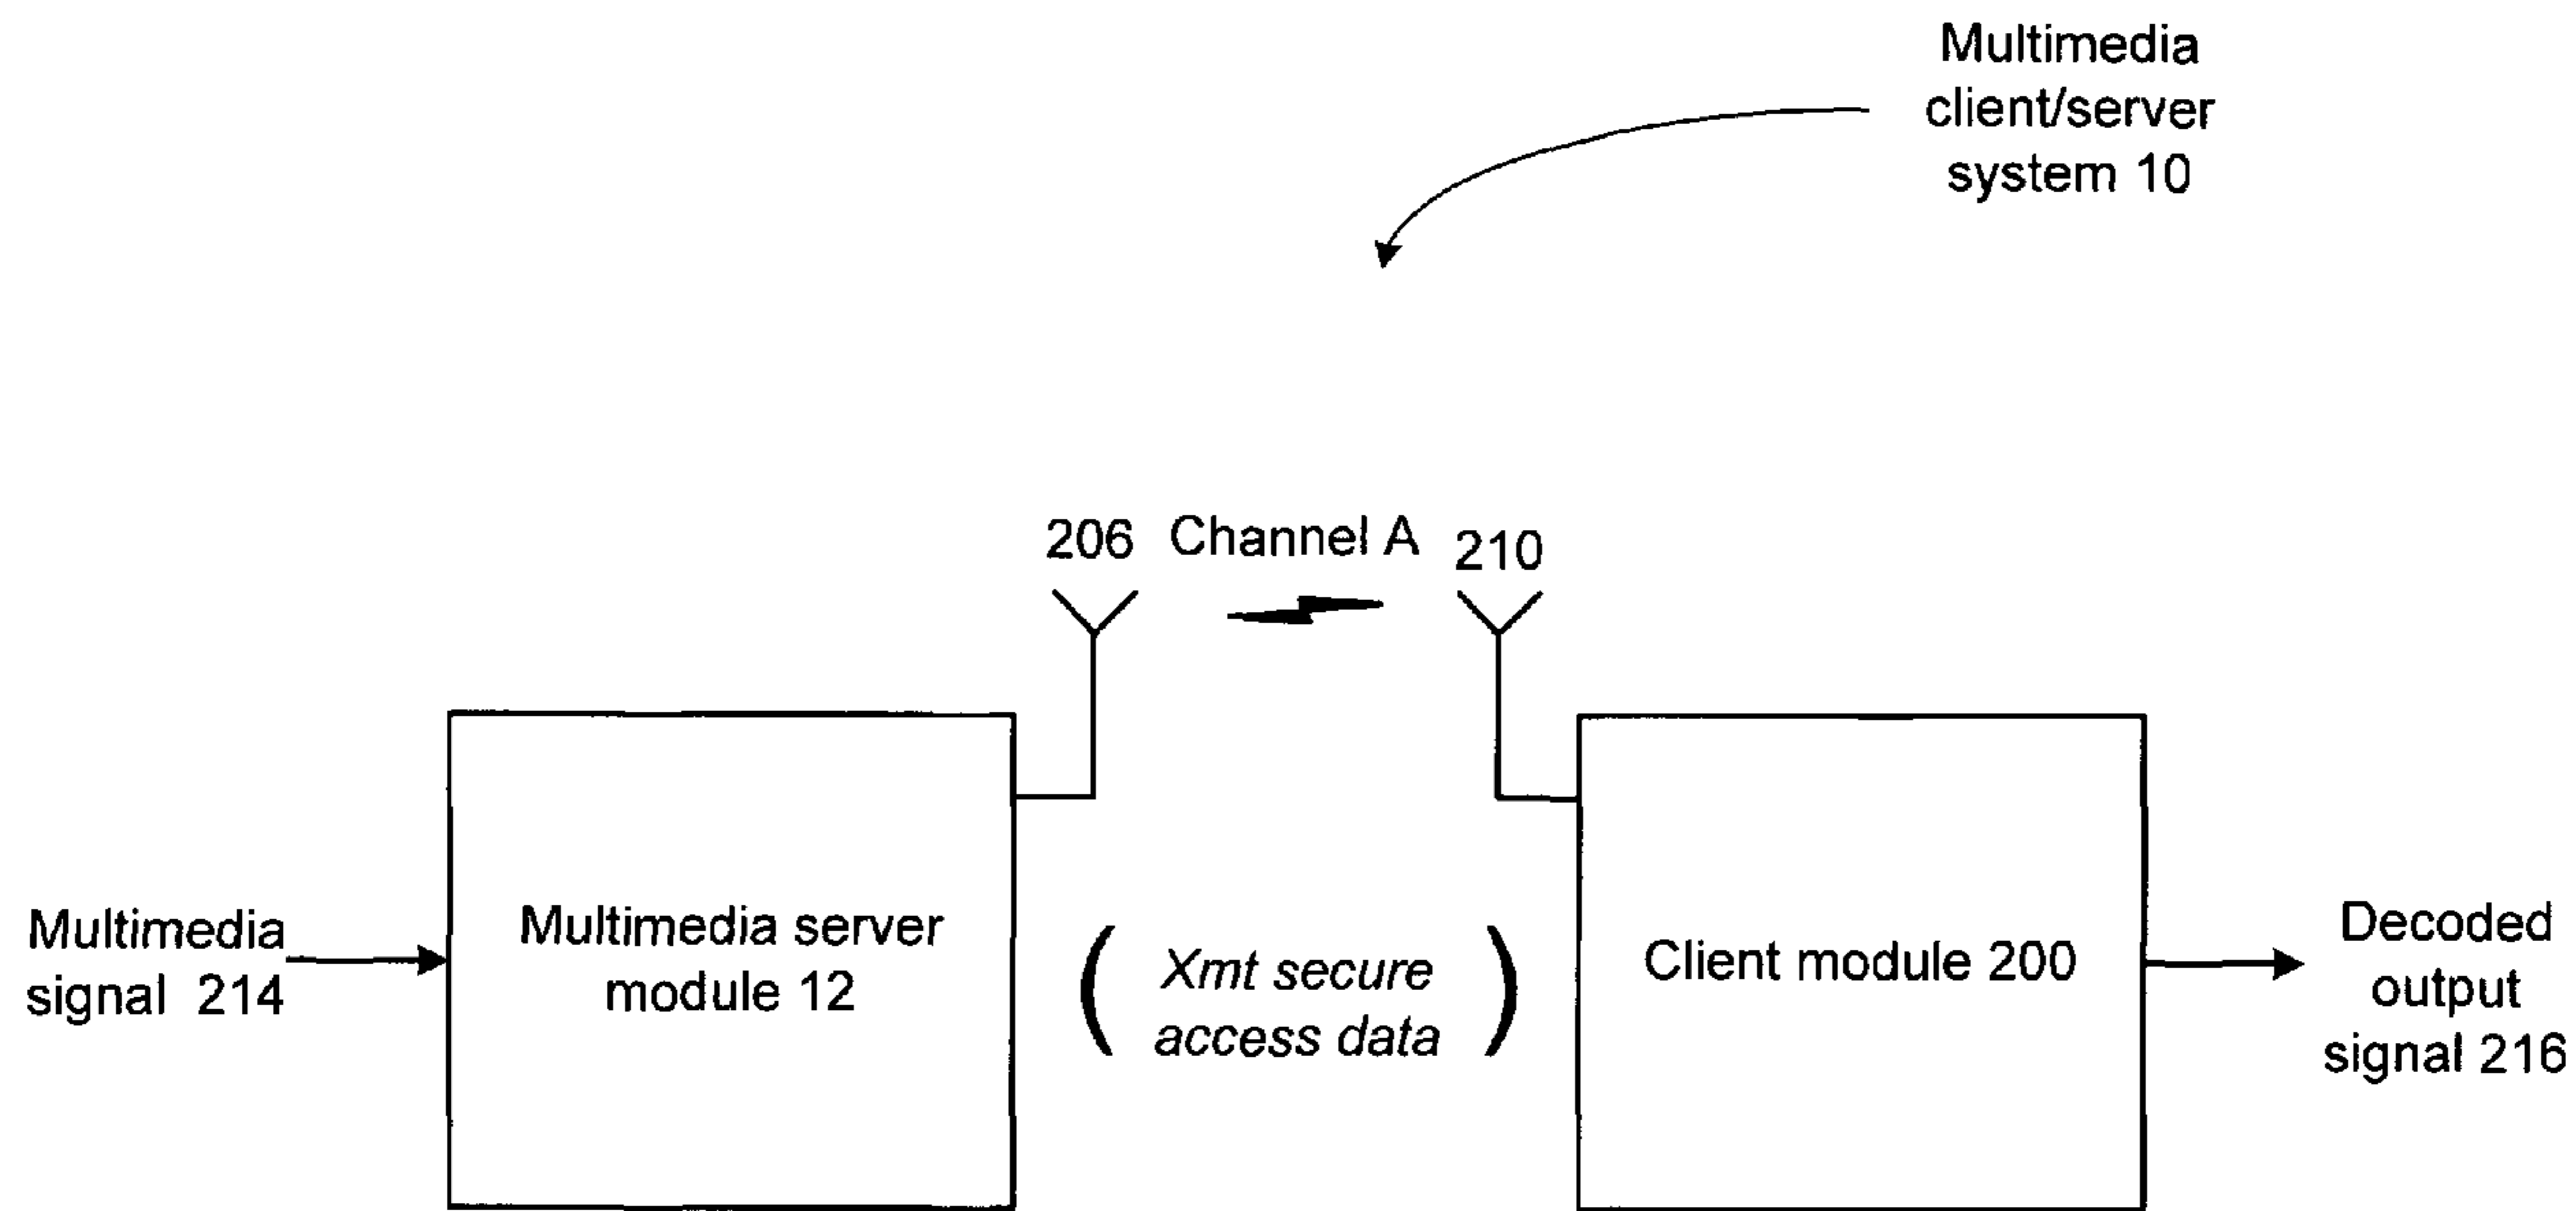 Multimedia
client/server
system 10
206 Channel A 210
Multimedia
signal 214
Multimedia server
module 12
Xmt secure
access data
Client module 200
Decoded
output
signal 216